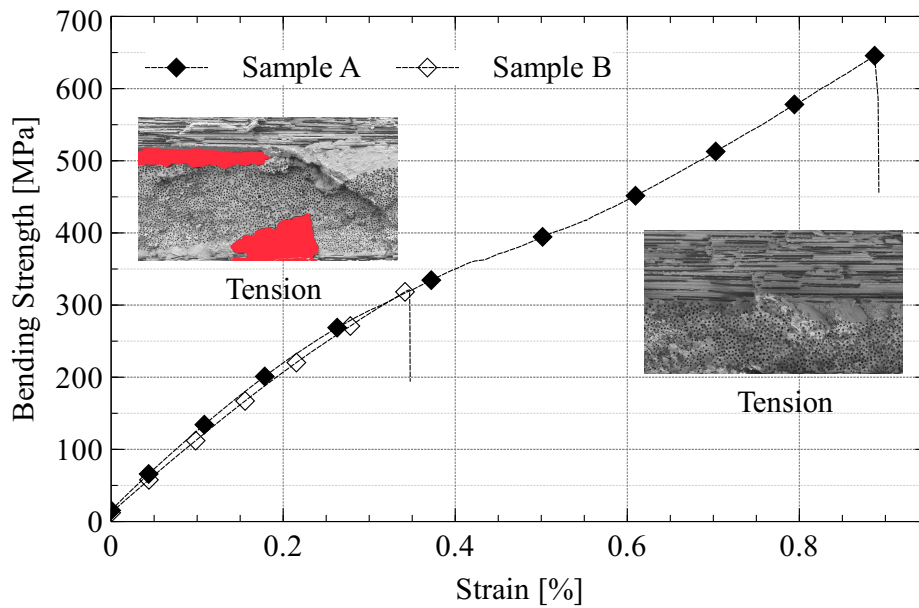 700
600
500
400
300
200
100
0
Bending Strength [MPa]
Sample A
Sample B
Tension
Tension
0
0.2
0.4
0.6
0.8
Strain [%]